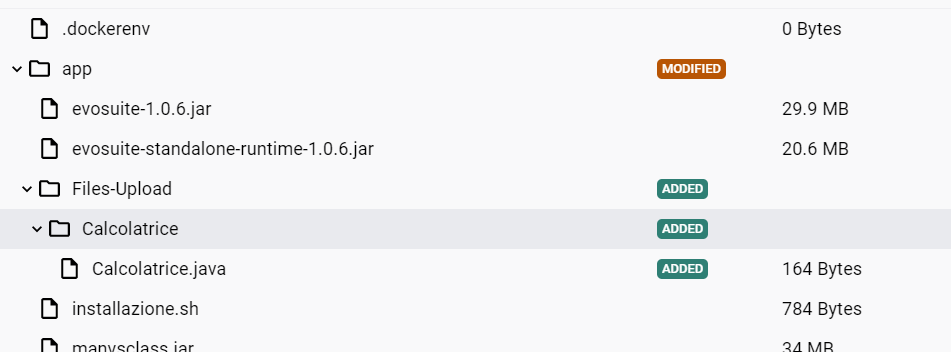 .dockerenv 0 Bytes
app MODIFIED
evosuite-1.0.6.jar 29.9 MB
evosuite-standalone-runtime-1.0.6.jar 20.6 MB
Files-Upload ADDED
Calcolatrice ADDED
Calcolatrice.java ADDED 164 Bytes
installazione.sh 784 Bytes
manysclass.jar 34 MB